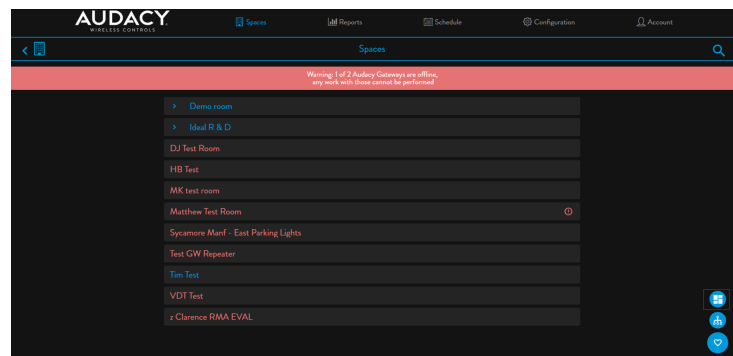 AUDACY.
WIRELESS CONTROLS
Spaces
Reports
Schedule
Configuration
Account
Spaces
Warning: 1 of 2 Audacy Gateways are offline,
any work with those cannot be performed
Demo room
Ideal R & D
DJ Test Room
HB Test
MK test room
Matthew Test Room
Sycamore Manf - East Parking Lights
Test GW Repeater
Tim Test
VDT Test
z Clarence RMA EVAL